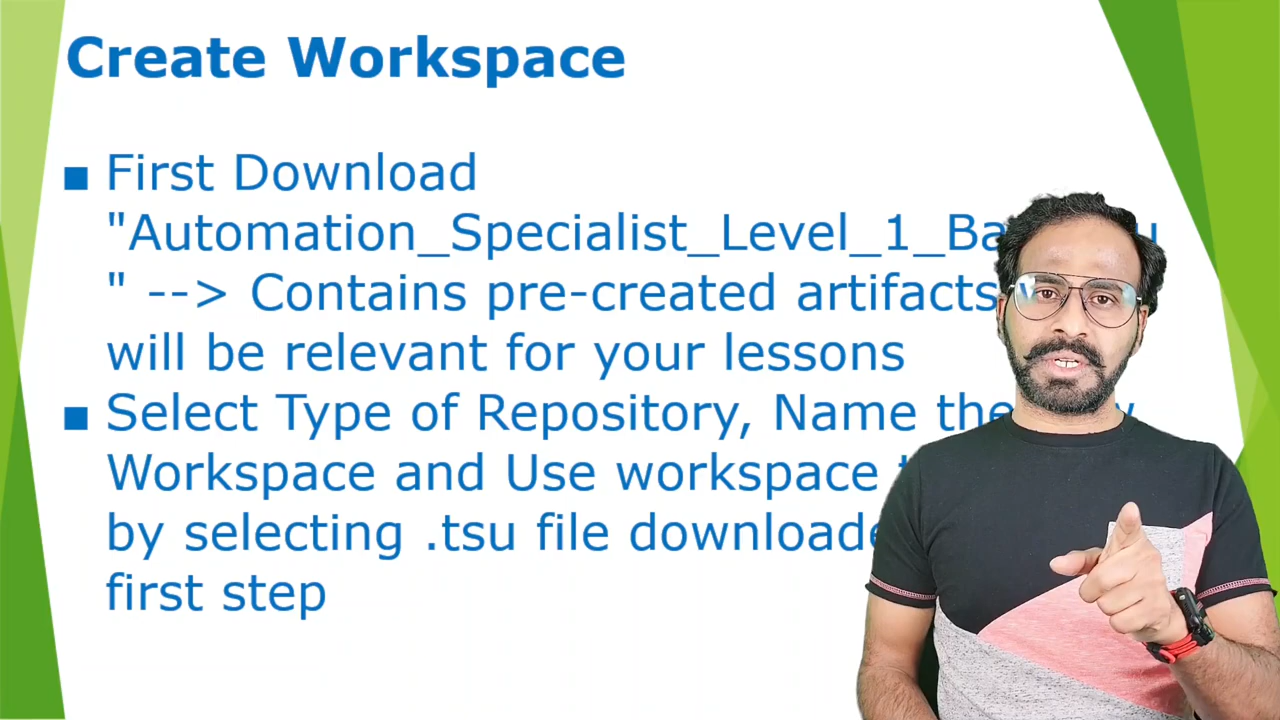 Create Workspace
■ First Download
"Automation_Specialist_Level_1_Ba
" --> Contains pre-created artifacts
will be relevant for your lessons
■ Select Type of Repository, Name the
Workspace and Use workspace
by selecting .tsu file downloade
first step